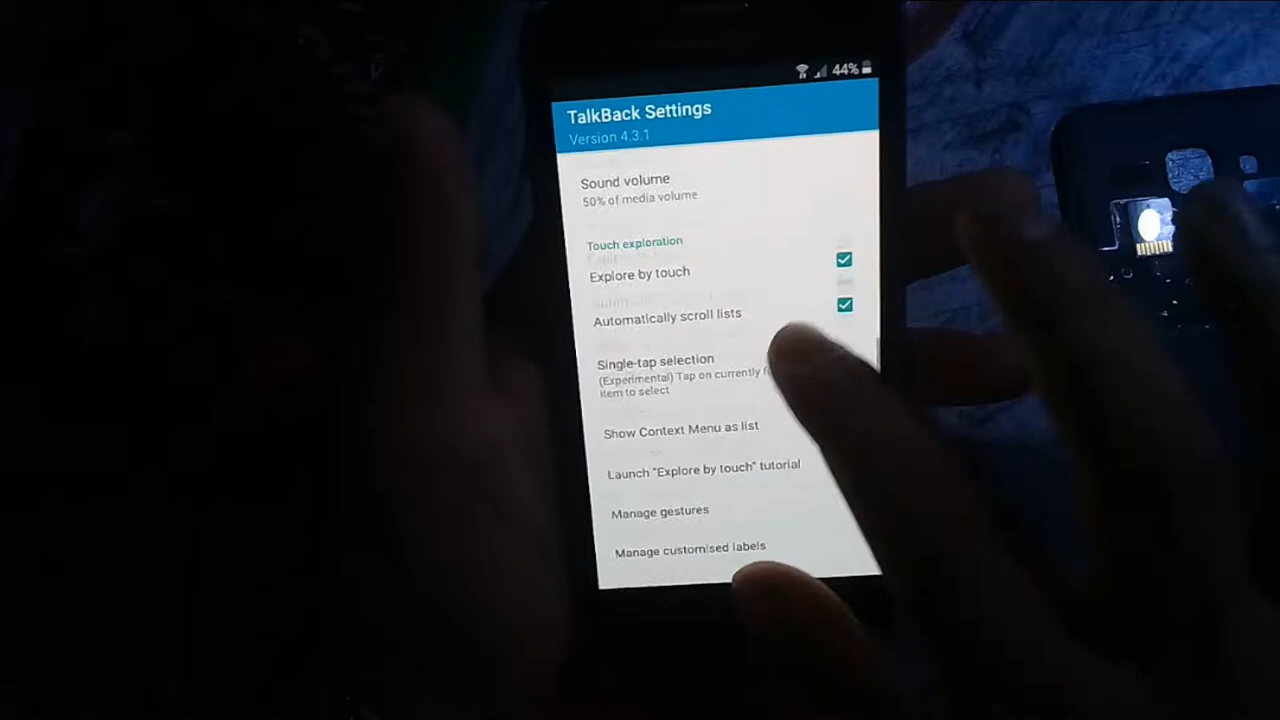 44%
TalkBack Settings
Version 4.3.1
Sound volume
50% of media volume
Touch exploration
Explore by touch
Automatically scroll lists
Single-tap selection
(Experimental) Tap on currently
item to select
Show Context Menu as list
Launch "Explore by touch" tutorial
Manage gestures
Manage customised labels